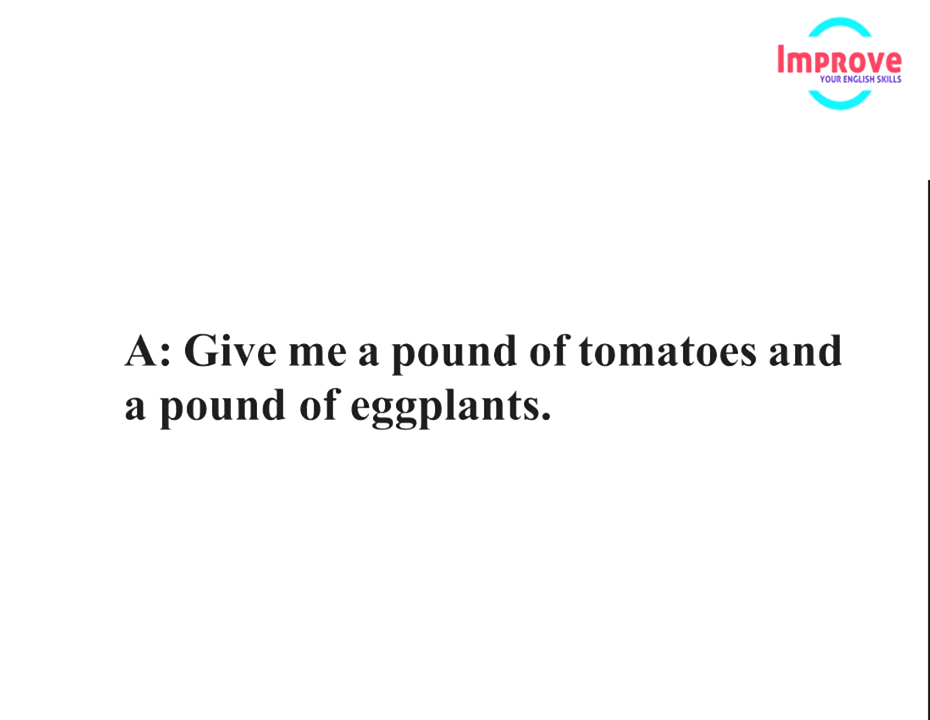 Improve
YOUR ENGLISH SKILLS
A: Give me a pound of tomatoes and
a pound of eggplants.